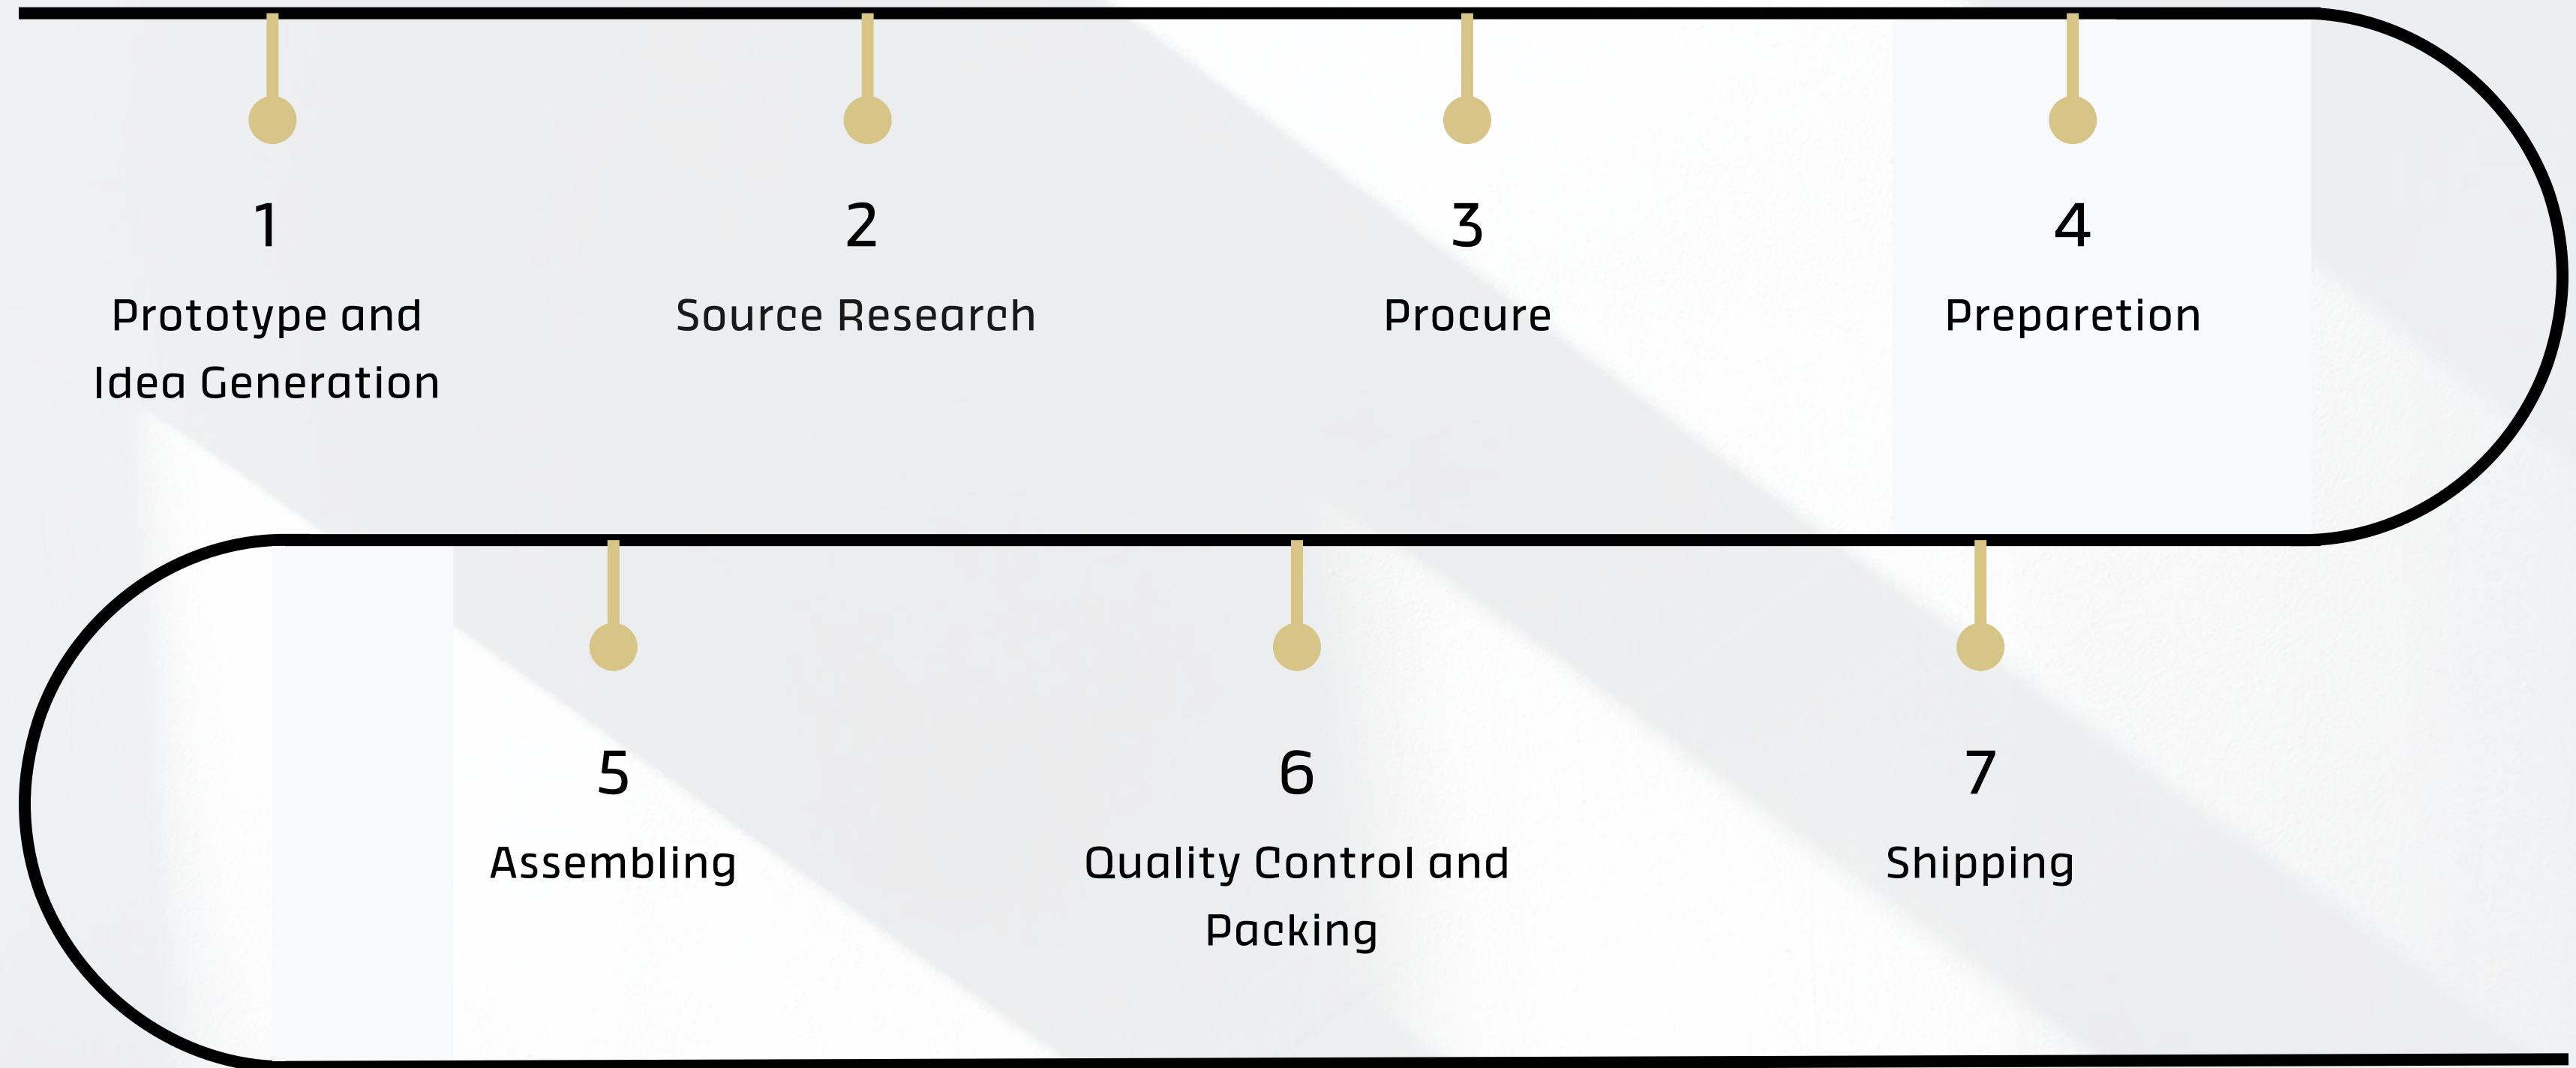 1
Prototype and
Idea Generation
2
Source Research
3
Procure
4
Preparetion
5
Assembling
6
Quality Control and
Packing
7
Shipping